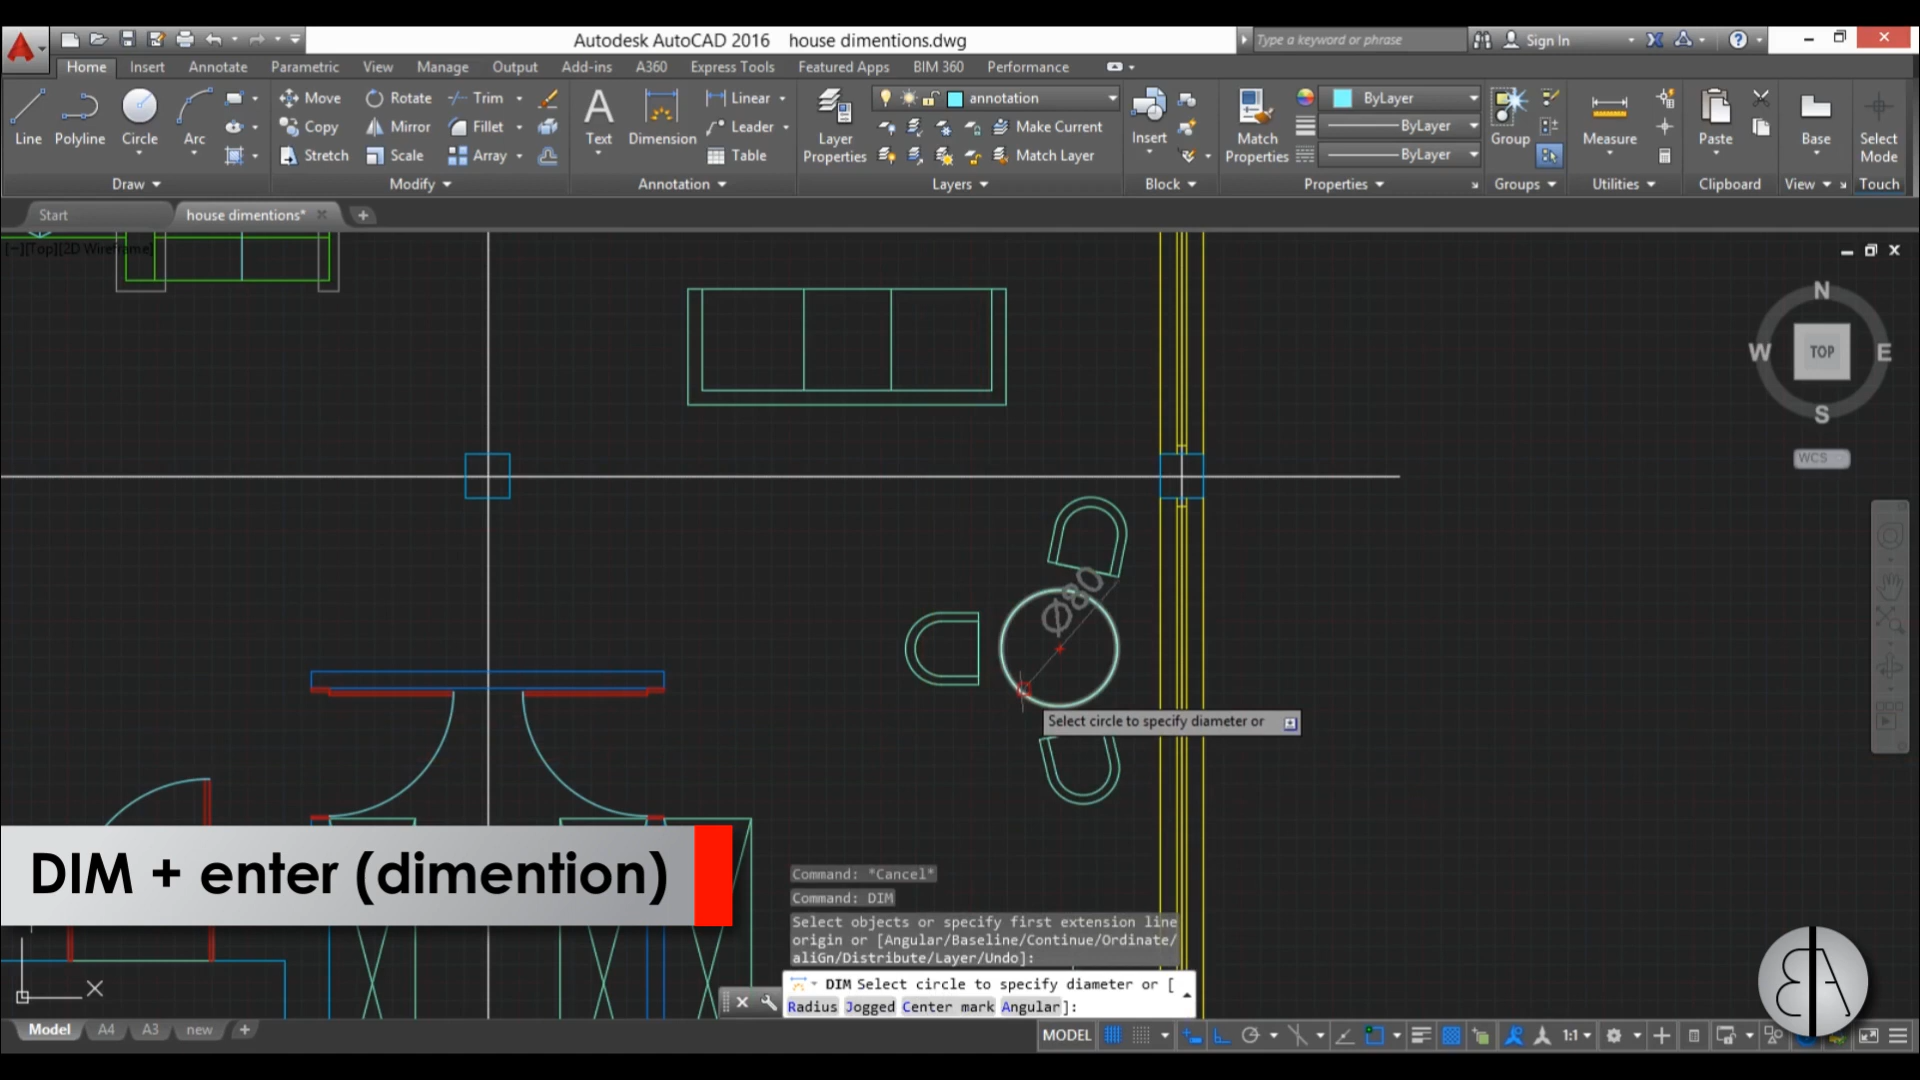 Autodesk AutoCAD 2016 house dimentions.dwg
Type a keyword or phrase
Sign In
Home Insert Annotate Parametric View Manage Output Add-ins A360 Express Tools Featured Apps BIM 360 Performance
Line Polyline Circle Arc
Move Rotate Trim
Copy Mirror Fillet
Stretch Scale Array
Text Dimension
Linear
Leader
Table
Layer Properties
annotation
Make Current
Match Layer
Insert
Match Properties
ByLayer
ByLayer
ByLayer
Group
Measure
Paste
Base
Select Mode
Draw Modify Annotation Layers Block Properties Groups Utilities Clipboard View Touch
Start house dimentions*
[−][Top][2D Wireframe]
N
W TOP E
S
WCS
Ø80
Select circle to specify diameter or
DIM + enter (dimention)
Command: *Cancel*
Command: DIM
Select objects or specify first extension line
origin or [Angular/Baseline/Continue/Ordinate/
aliGn/Distribute/Layer/Undo]:
DIM Select circle to specify diameter or [
Radius Jogged Center mark Angular]:
X
Model A4 A3 new
MODEL 1:1